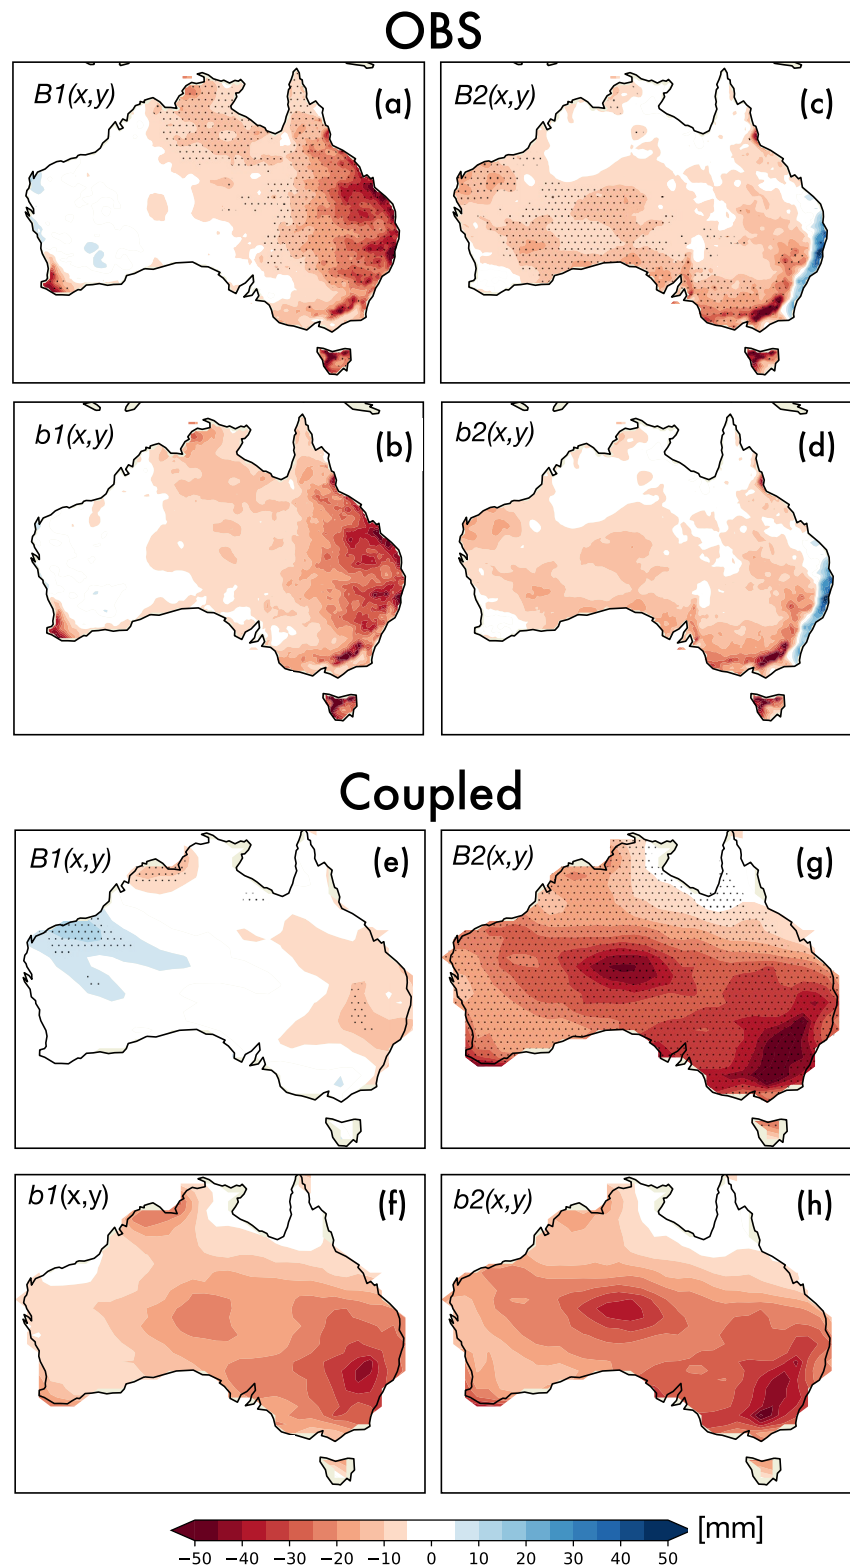 OBS
B1(x,y)
(a)
B2(x,y)
(c)
b1(x,y)
(b)
b2(x,y)
(d)
Coupled
B1(x,y)
(e)
B2(x,y)
(g)
b1(x,y)
(f)
b2(x,y)
(h)
[mm]
−50 −40 −30 −20 −10 0 10 20 30 40 50